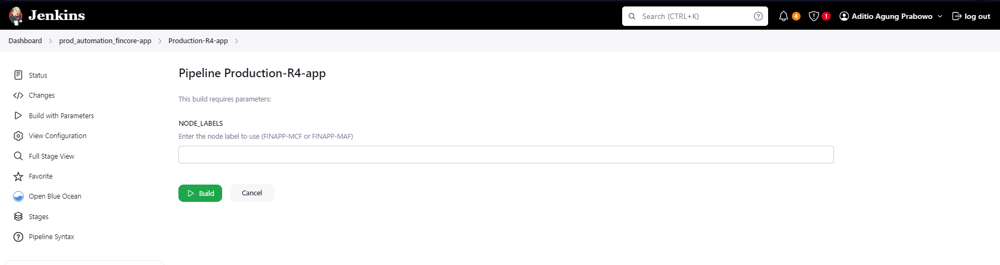 Jenkins
Search (CTRL+K)
4
1
Aditio Agung Prabowo
log out
Dashboard
prod_automation_fincore-app
Production-R4-app
Status
Changes
Build with Parameters
View Configuration
Full Stage View
Favorite
Open Blue Ocean
Stages
Pipeline Syntax
Pipeline Production-R4-app
This build requires parameters:
NODE_LABELS
Enter the node label to use (FINAPP-MCF or FINAPP-MAF)
Build
Cancel